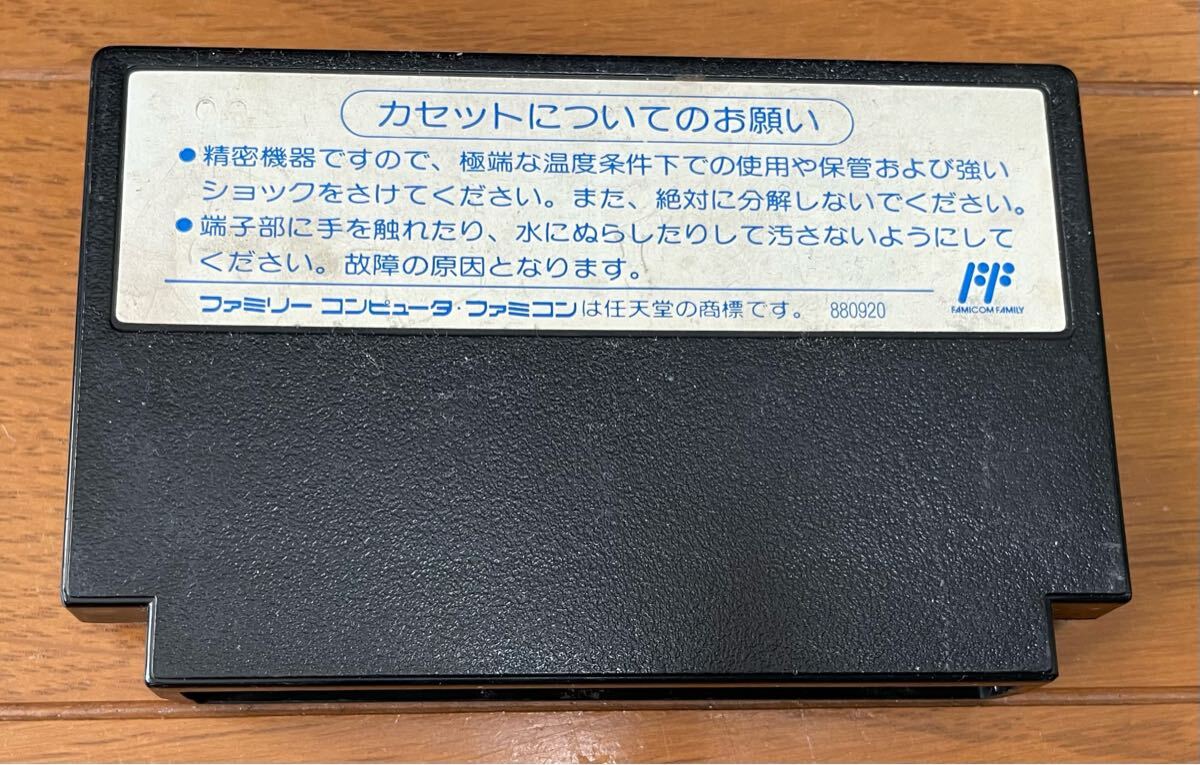 カセットについてのお願い
●精密機器ですので、極端な温度条件下での使用や保管および強い
ショックをさけてください。また、絶対に分解しないでください。
●端子部に手を触れたり、水にぬらしたりして汚さないようにして
ください。故障の原因となります。
ファミリーコンピュータ・ファミコンは任天堂の商標です。 880920
FAMICOM FAMILY